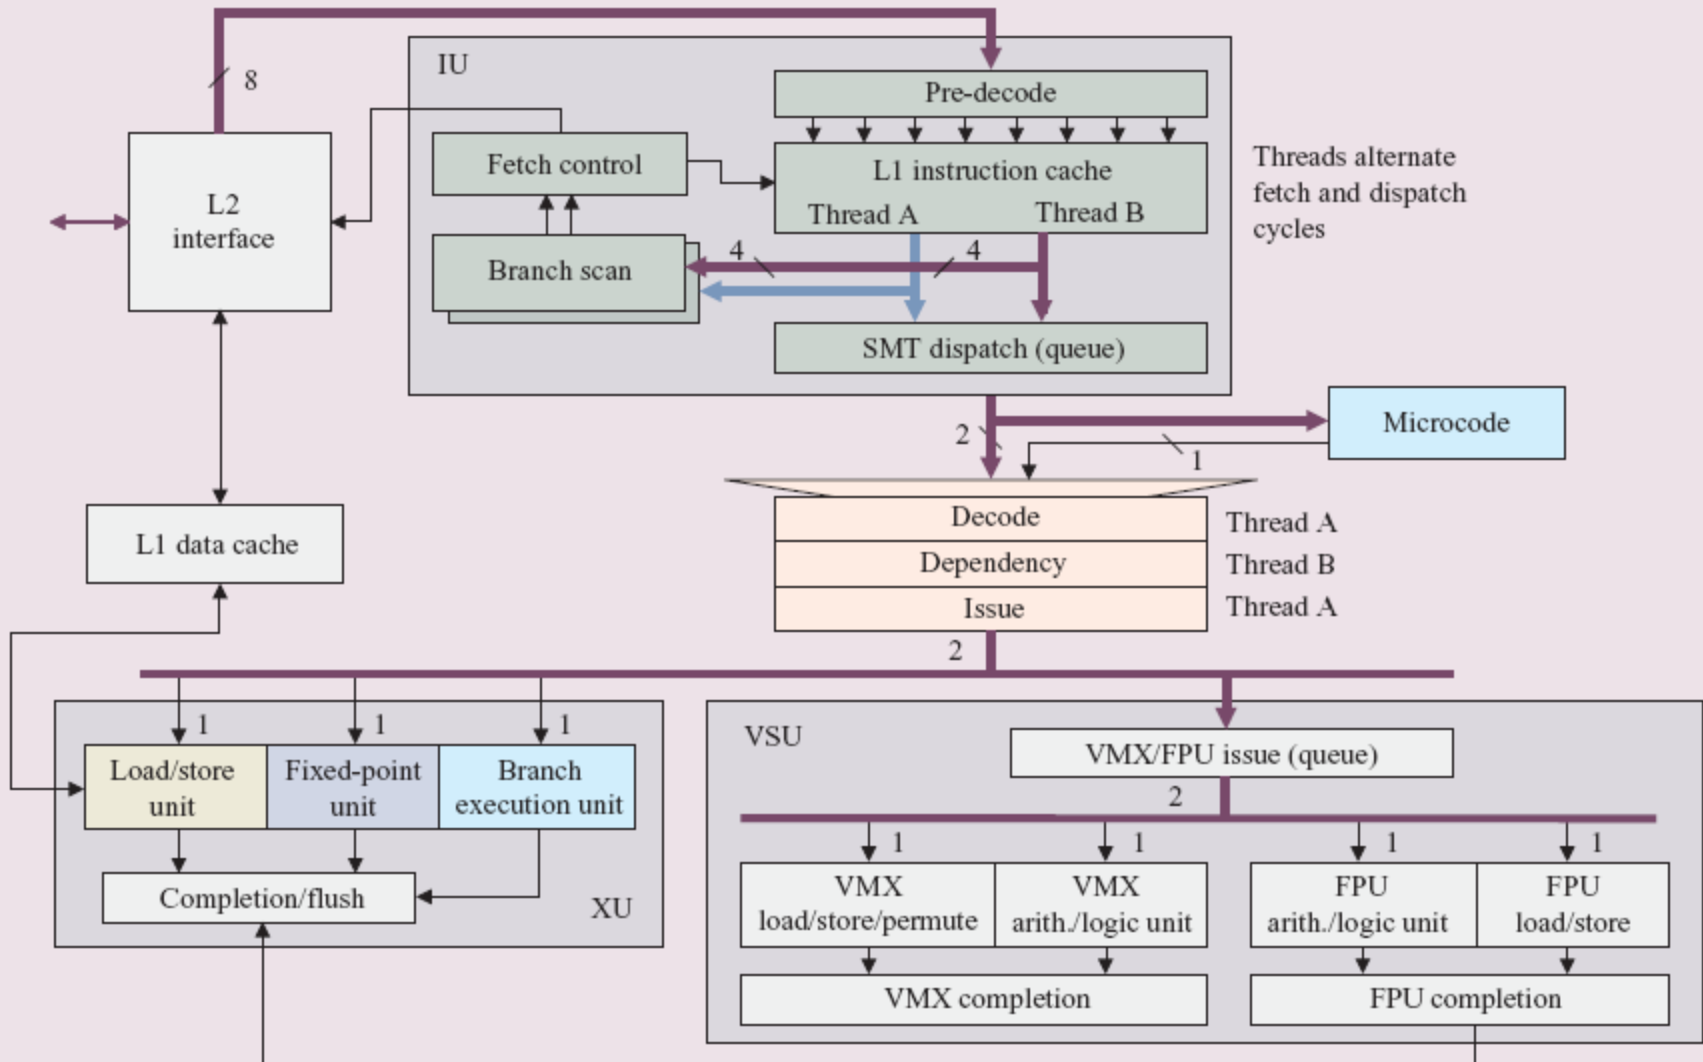 8
IU
Pre-decode
Fetch control
L1 instruction cache
Thread A
Thread B
Threads alternate
fetch and dispatch
cycles
L2
interface
4
4
Branch scan
SMT dispatch (queue)
2
Microcode
1
Decode
Thread A
Dependency
Thread B
Issue
Thread A
L1 data cache
2
1
1
1
Load/store
unit
Fixed-point
unit
Branch
execution unit
Completion/flush
XU
VSU
VMX/FPU issue (queue)
2
1
1
1
1
VMX
load/store/permute
VMX
arith./logic unit
FPU
arith./logic unit
FPU
load/store
VMX completion
FPU completion